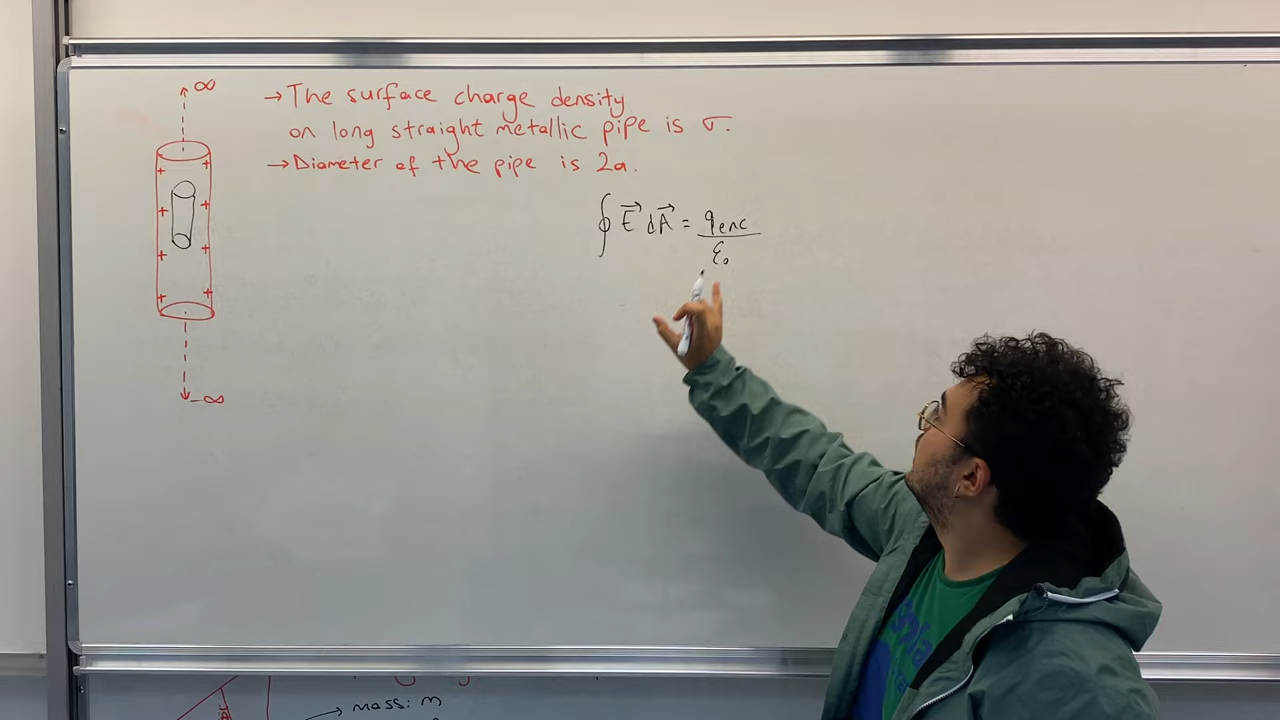 ∞
→ The surface charge density
on long straight metallic pipe is σ.
→ Diameter of the pipe is 2a.
∮ E⃗ dA⃗ = qenc / ε₀
+ +
+ +
+ +
+ +
-∞
→ mass: m